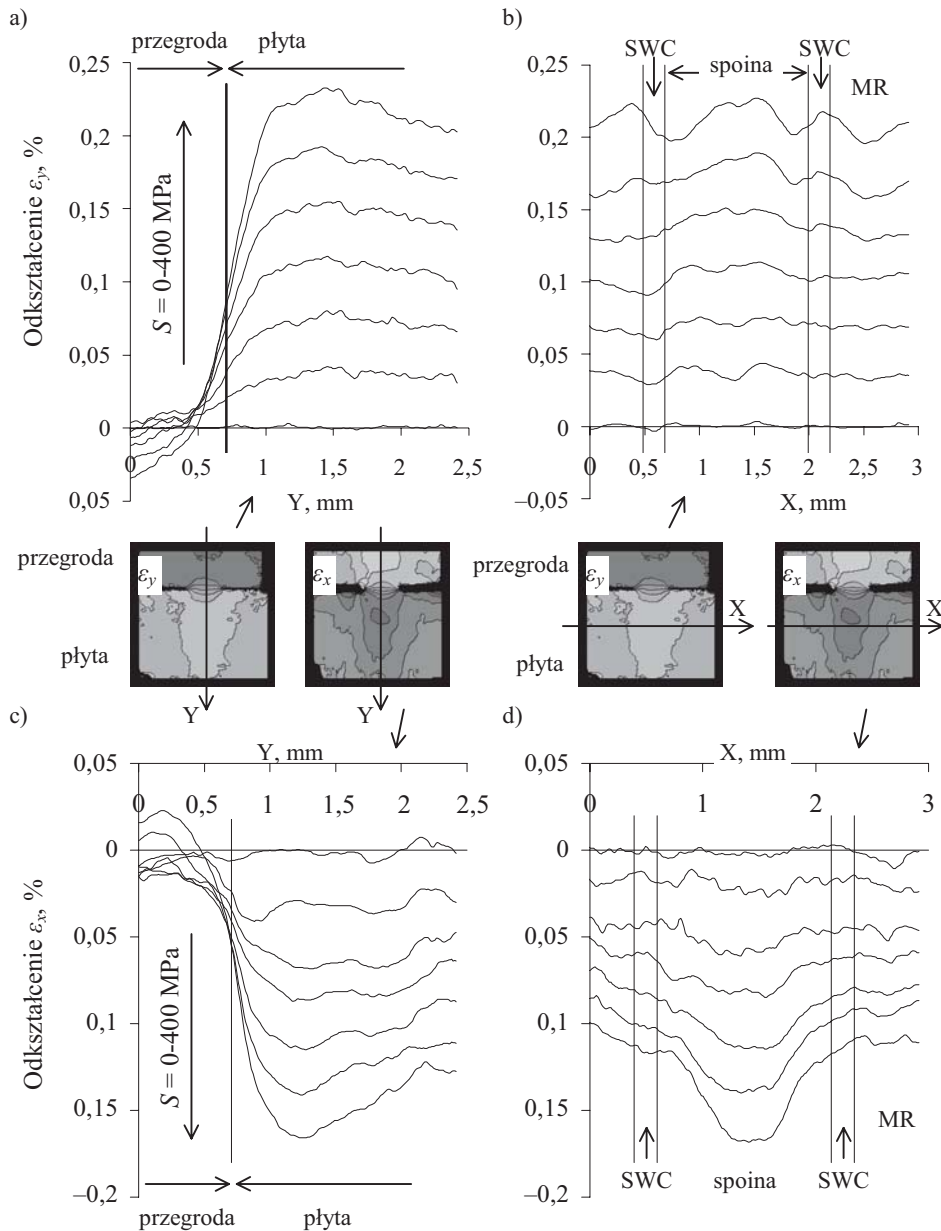 a)
przegroda
płyta
0,25
0,2
0,15
0,1
0,05
0
0,05
Odkształcenie εy, %
S = 0-400 MPa
0
0,5
1
1,5
2
2,5
Y, mm
b)
SWC
SWC
spoina
MR
0,25
0,2
0,15
0,1
0,05
0
–0,05
0
0,5
1
1,5
2
2,5
3
X, mm
przegroda
płyta
εy
Y
εx
Y
przegroda
płyta
εy
X
εx
X
c)
Y, mm
0,05
0
0,05
0,1
0,15
–0,2
0
0,5
1
1,5
2
2,5
Odkształcenie εx, %
S = 0-400 MPa
przegroda
płyta
d)
X, mm
0,05
0
0,05
0,1
0,15
–0,2
0
1
2
3
MR
SWC
spoina
SWC